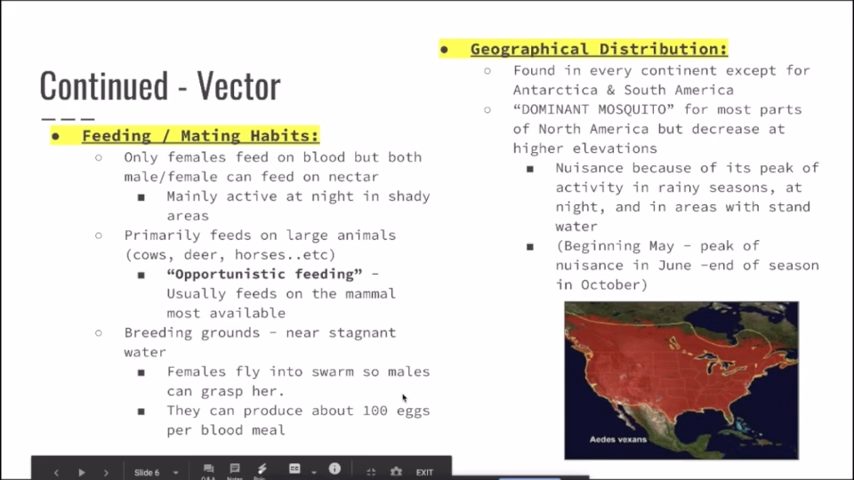 Continued - Vector
● Feeding / Mating Habits:
○ Only females feed on blood but both
male/female can feed on nectar
■ Mainly active at night in shady
areas
○ Primarily feeds on large animals
(cows, deer, horses..etc)
■ “Opportunistic feeding” –
Usually feeds on the mammal
most available
○ Breeding grounds – near stagnant
water
■ Females fly into swarm so males
can grasp her.
■ They can produce about 100 eggs
per blood meal
● Geographical Distribution:
○ Found in every continent except for
Antarctica & South America
○ “DOMINANT MOSQUITO” for most parts
of North America but decrease at
higher elevations
■ Nuisance because of its peak of
activity in rainy seasons, at
night, and in areas with stand
water
■ (Beginning May – peak of
nuisance in June –end of season
in October)
Aedes vexans
Slide 6
Q&A
Notes
CC
EXIT